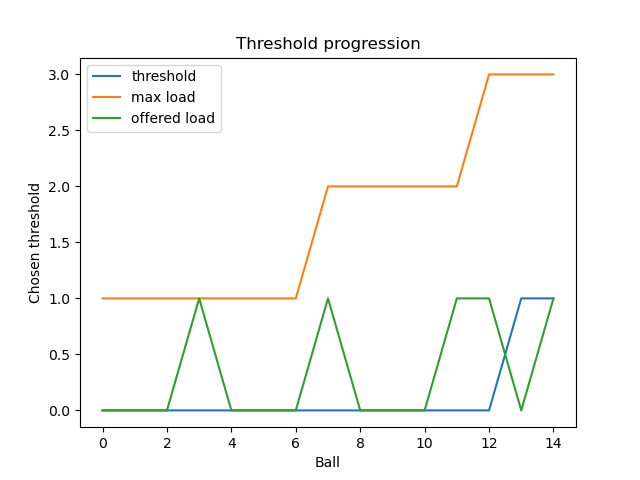 Threshold progression
threshold
max load
offered load
Chosen threshold
3.0
2.5
2.0
1.5
1.0
0.5
0.0
0 2 4 6 8 10 12 14
Ball